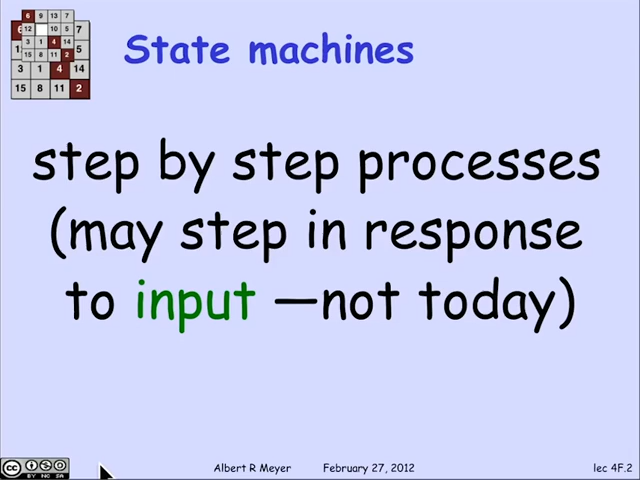 State machines
step by step processes
(may step in response
to input —not today)
Albert R Meyer February 27, 2012 lec 4F.2